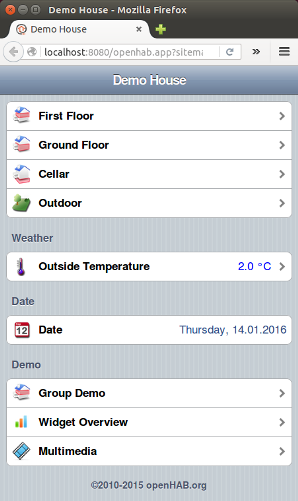 Demo House - Mozilla Firefox
Demo House
localhost:8080/openhab.app?sitema
Demo House
First Floor
Ground Floor
Cellar
Outdoor
Weather
Outside Temperature 2.0 °C
Date
12 Date Thursday, 14.01.2016
Demo
Group Demo
Widget Overview
Multimedia
©2010-2015 openHAB.org